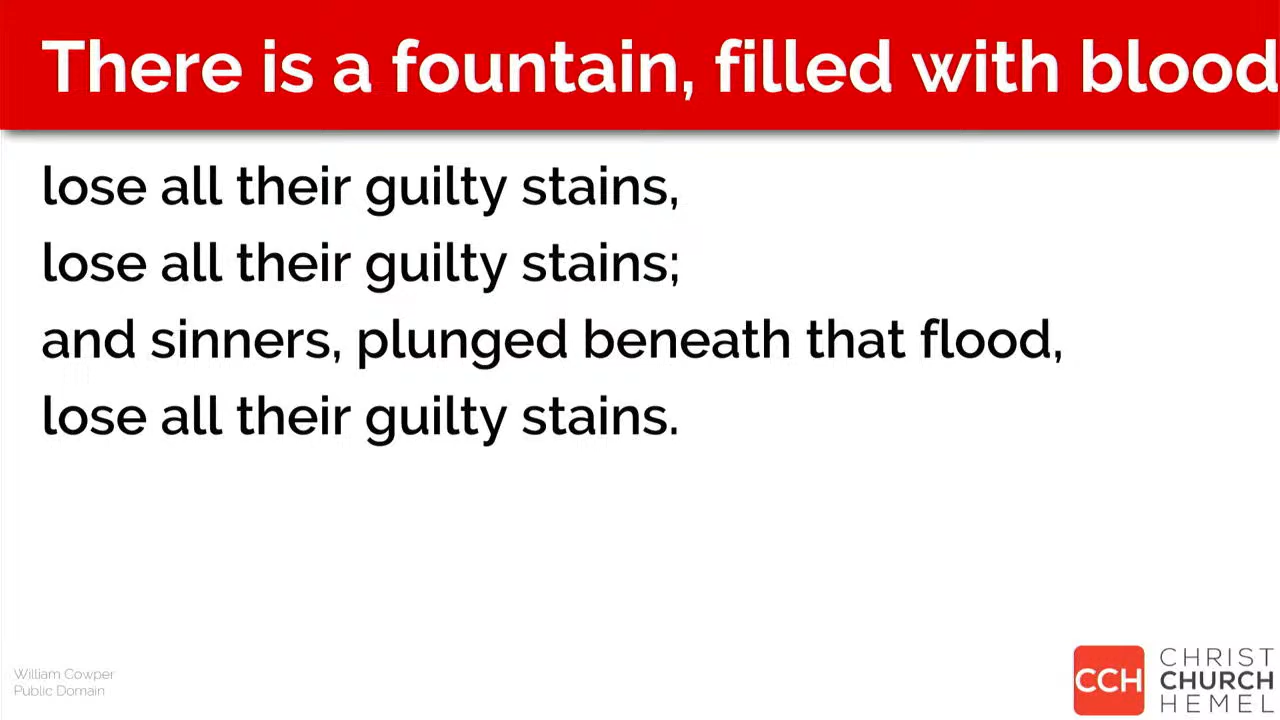 There is a fountain, filled with blood
lose all their guilty stains,
lose all their guilty stains;
and sinners, plunged beneath that flood,
lose all their guilty stains.
William Cowper
Public Domain
CCH
CHRIST
CHURCH
HEMEL